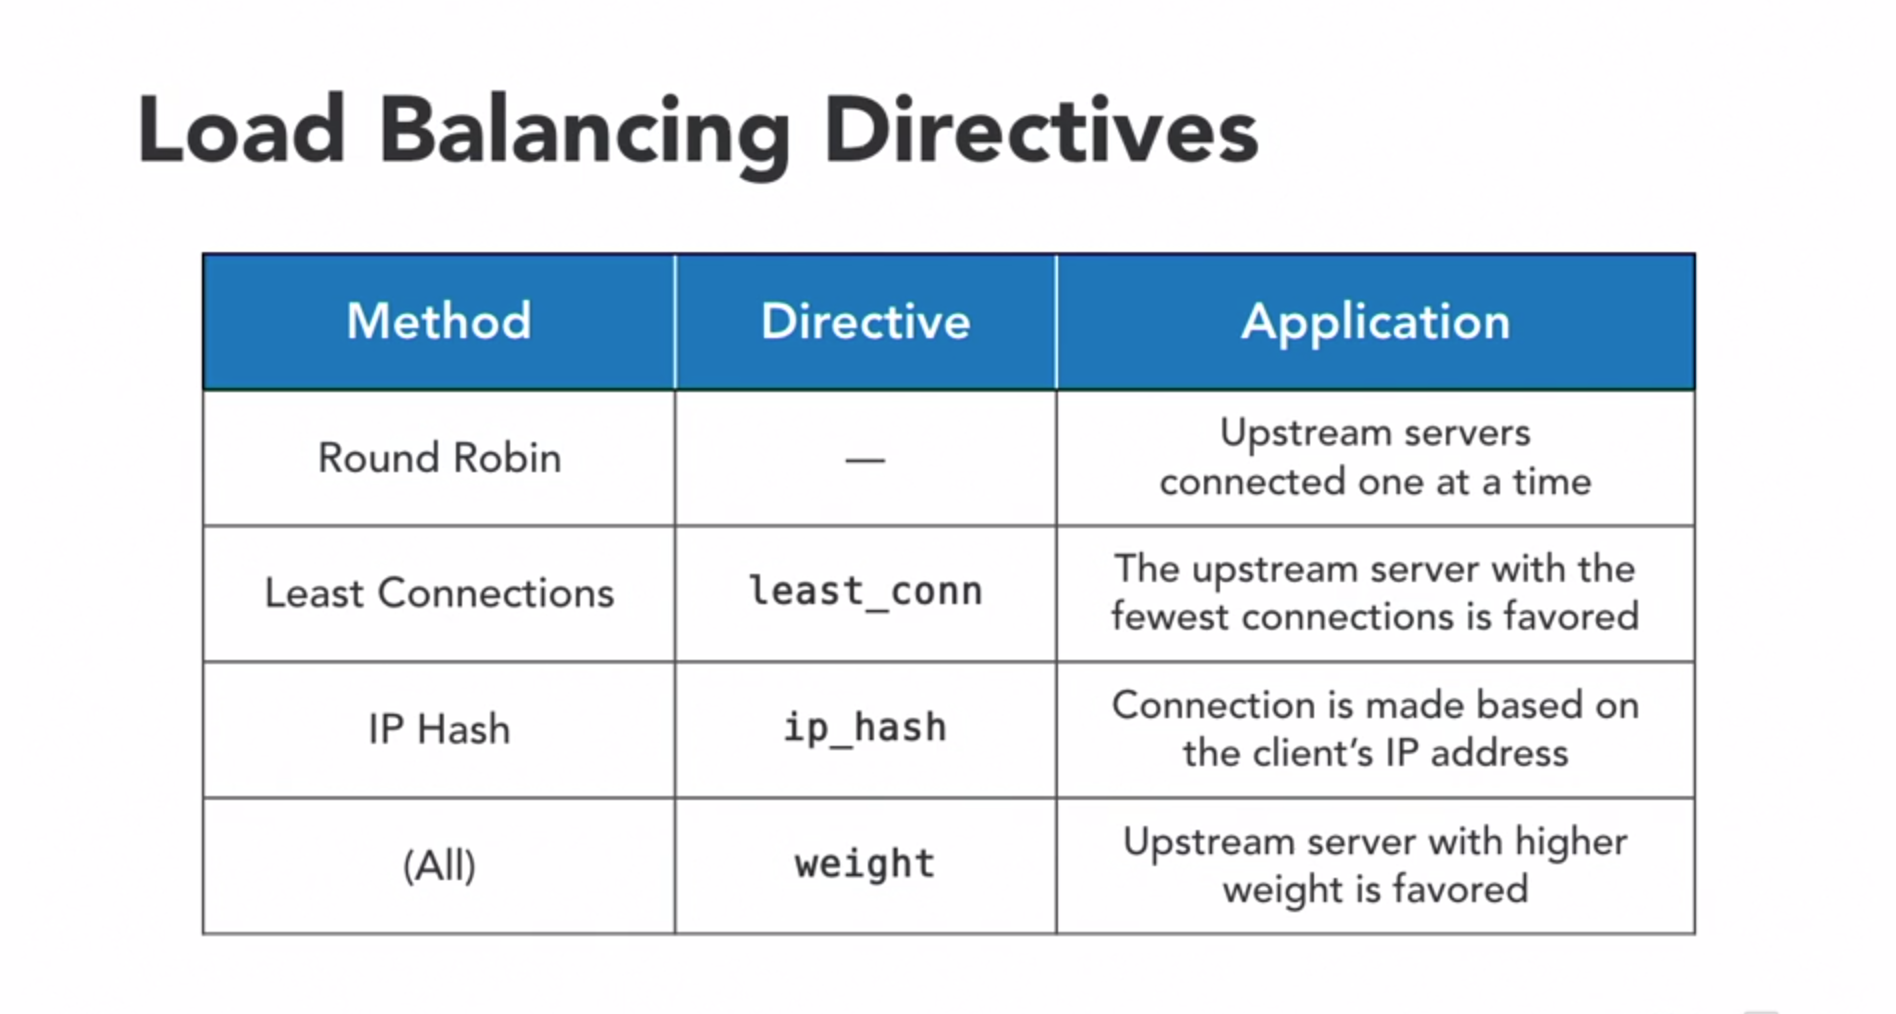 Load Balancing Directives
Method
Directive
Application
Round Robin
—
Upstream servers
connected one at a time
Least Connections
least_conn
The upstream server with the
fewest connections is favored
IP Hash
ip_hash
Connection is made based on
the client’s IP address
(All)
weight
Upstream server with higher
weight is favored